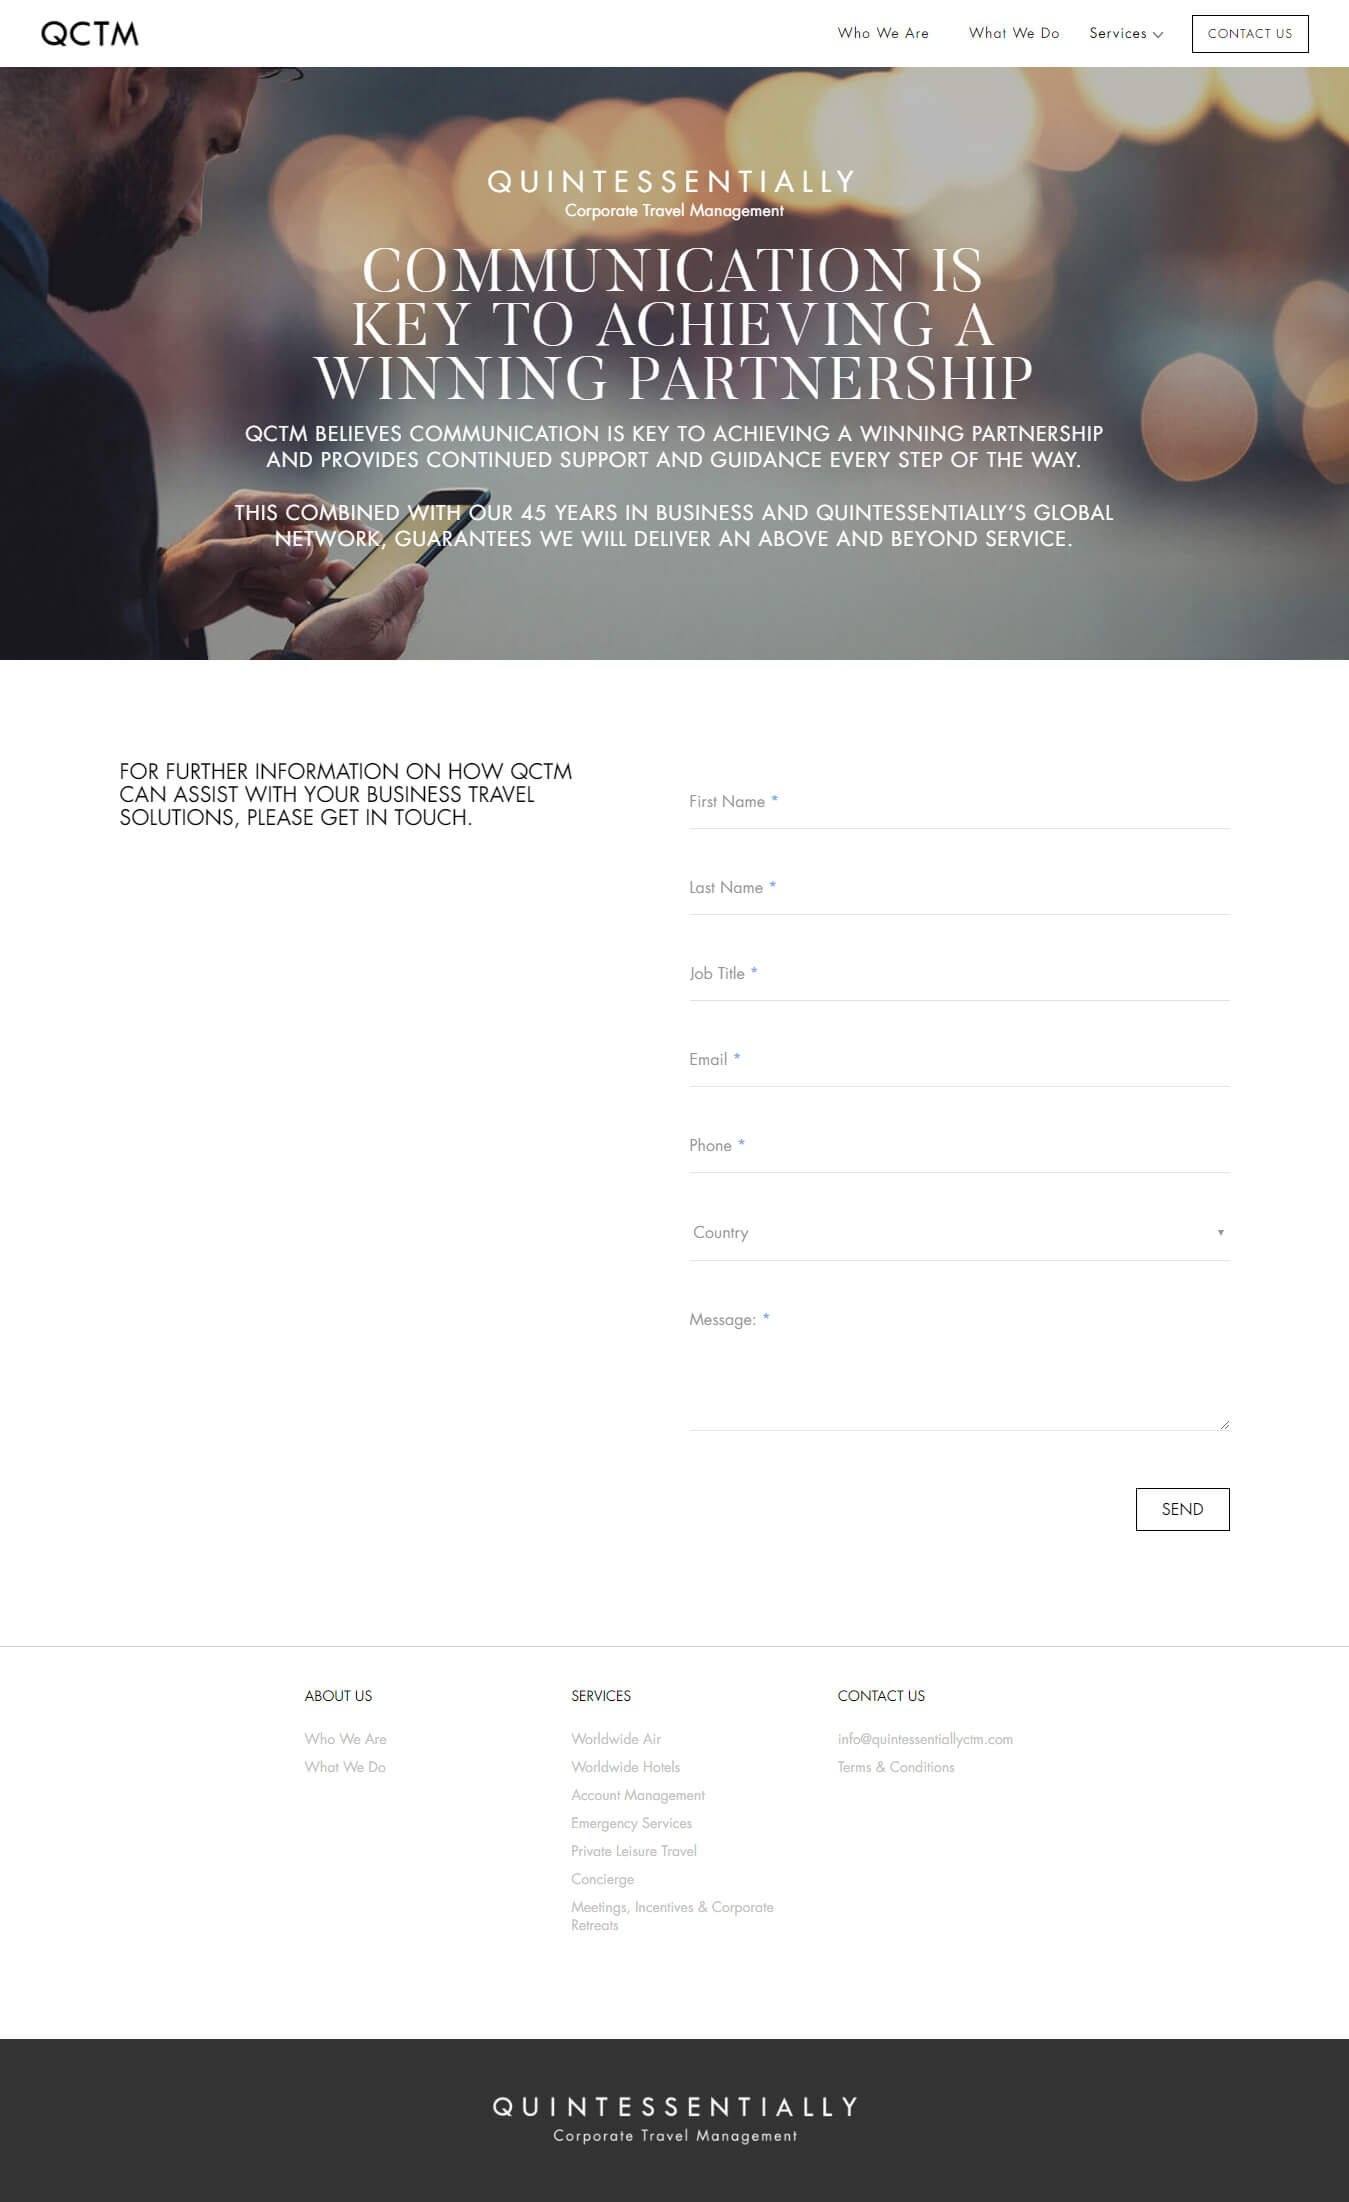 QCTM
Who We Are
What We Do
Services
CONTACT US
QUINTESSENTIALLY
Corporate Travel Management
COMMUNICATION IS
KEY TO ACHIEVING A
WINNING PARTNERSHIP
QCTM BELIEVES COMMUNICATION IS KEY TO ACHIEVING A WINNING PARTNERSHIP
AND PROVIDES CONTINUED SUPPORT AND GUIDANCE EVERY STEP OF THE WAY.
THIS COMBINED WITH OUR 45 YEARS IN BUSINESS AND QUINTESSENTIALLY’S GLOBAL
NETWORK, GUARANTEES WE WILL DELIVER AN ABOVE AND BEYOND SERVICE.
FOR FURTHER INFORMATION ON HOW QCTM
CAN ASSIST WITH YOUR BUSINESS TRAVEL
SOLUTIONS, PLEASE GET IN TOUCH.
First Name *
Last Name *
Job Title *
Email *
Phone *
Country
Message: *
SEND
ABOUT US
Who We Are
What We Do
SERVICES
Worldwide Air
Worldwide Hotels
Account Management
Emergency Services
Private Leisure Travel
Concierge
Meetings, Incentives & Corporate
Retreats
CONTACT US
info@quintessentiallyctm.com
Terms & Conditions
QUINTESSENTIALLY
Corporate Travel Management